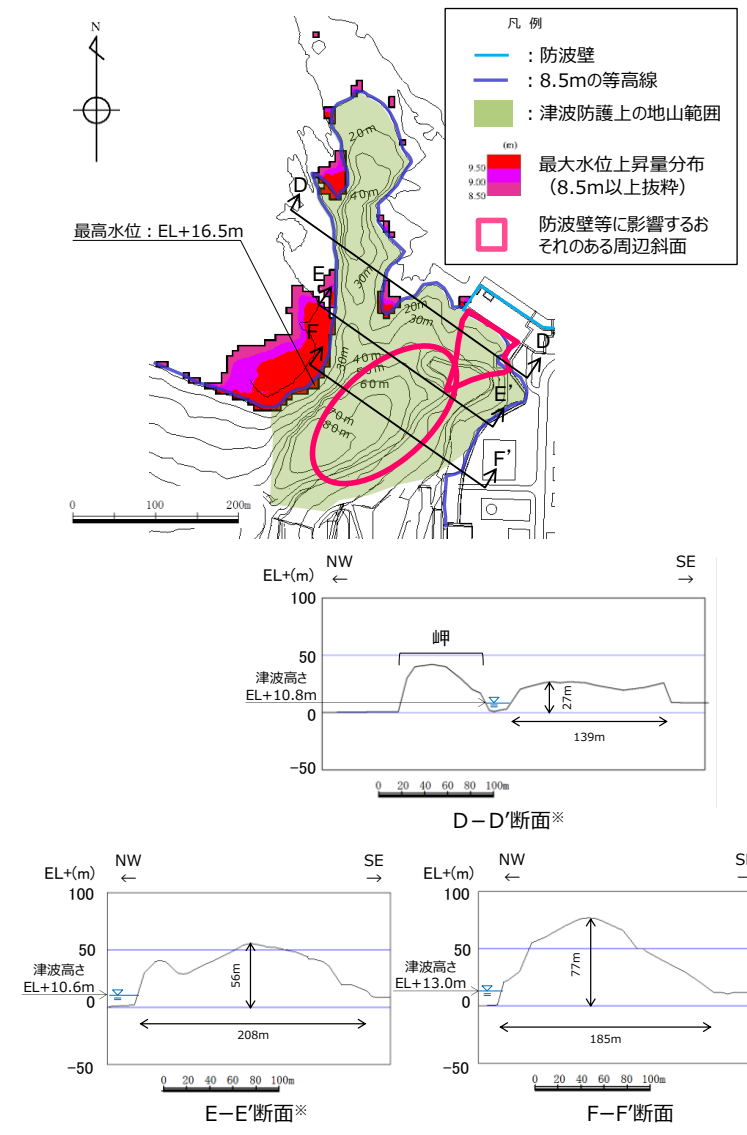 凡 例
：防波壁
：8.5mの等高線
：津波防護上の地山範囲
(m)
9.50
9.00
8.50
最大水位上昇量分布
（8.5m以上抜粋）
防波壁等に影響するお
それのある周辺斜面
N
最高水位：EL+16.5m
D
E
F
D'
E'
F'
20m
40m
30m
20m
30m
30m
40m
60m
70m
80m
0 100 200m
EL+(m)
NW
←
SE
→
100
50
0
-50
岬
津波高さ
EL+10.8m
27m
139m
0 20 40 60 80 100m
D－D'断面※
EL+(m)
NW
←
SE
→
100
50
0
-50
津波高さ
EL+10.6m
56m
208m
0 20 40 60 80 100m
E－E'断面※
EL+(m)
NW
←
→
100
50
0
-50
津波高さ
EL+13.0m
77m
185m
0 20 40 60 80 100m
F－F'断面